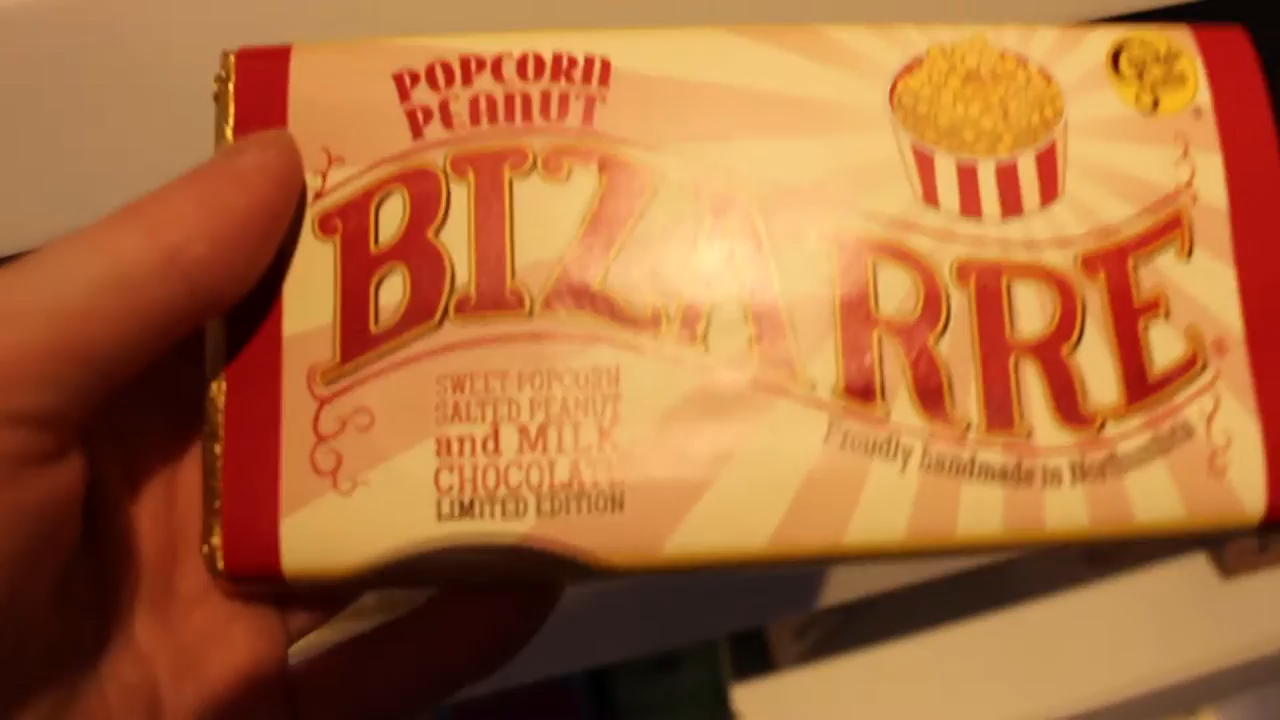 POPCORN
PEANUT
BIZARRE
SWEET POPCORN
SALTED PEANUT
and MILK
CHOCOLATE
LIMITED EDITION
Proudly handmade in